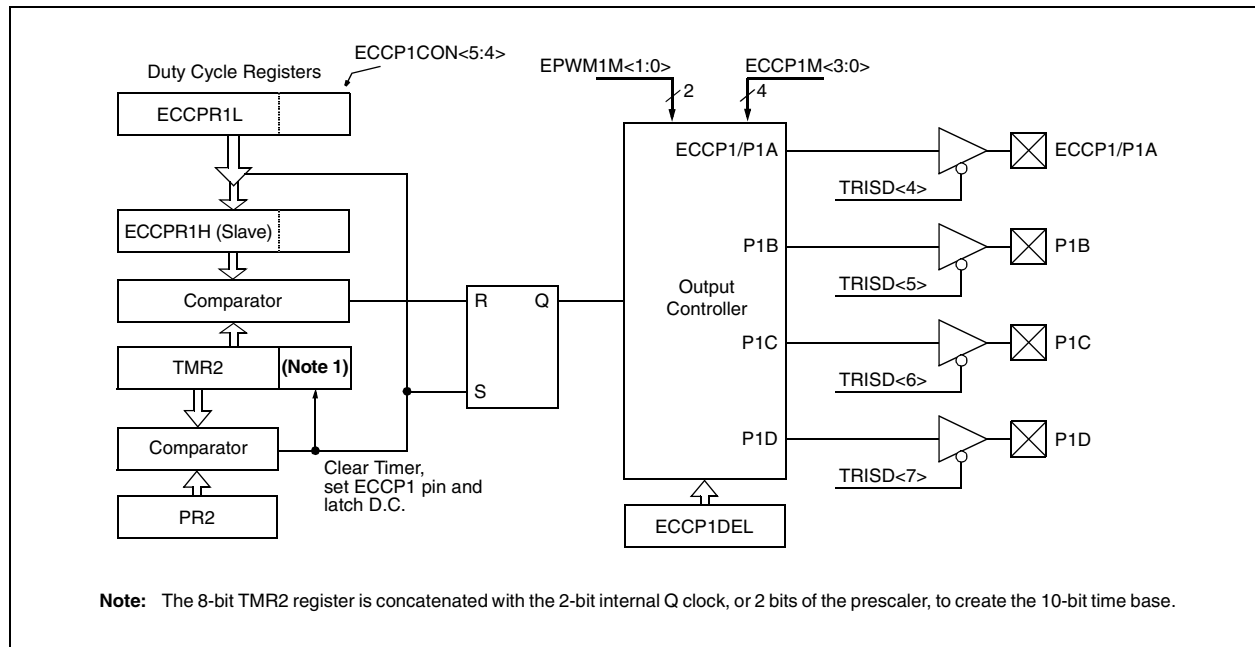 ECCP1CON<5:4>
Duty Cycle Registers
ECCPR1L
ECCPR1H (Slave)
Comparator
TMR2
(Note 1)
Comparator
PR2
Clear Timer,
set ECCP1 pin and
latch D.C.
R
Q
S
EPWM1M<1:0>
2
ECCP1M<3:0>
4
ECCP1/P1A
P1B
Output
Controller
P1C
P1D
ECCP1DEL
TRISD<4>
ECCP1/P1A
TRISD<5>
P1B
TRISD<6>
P1C
TRISD<7>
P1D
Note: The 8-bit TMR2 register is concatenated with the 2-bit internal Q clock, or 2 bits of the prescaler, to create the 10-bit time base.